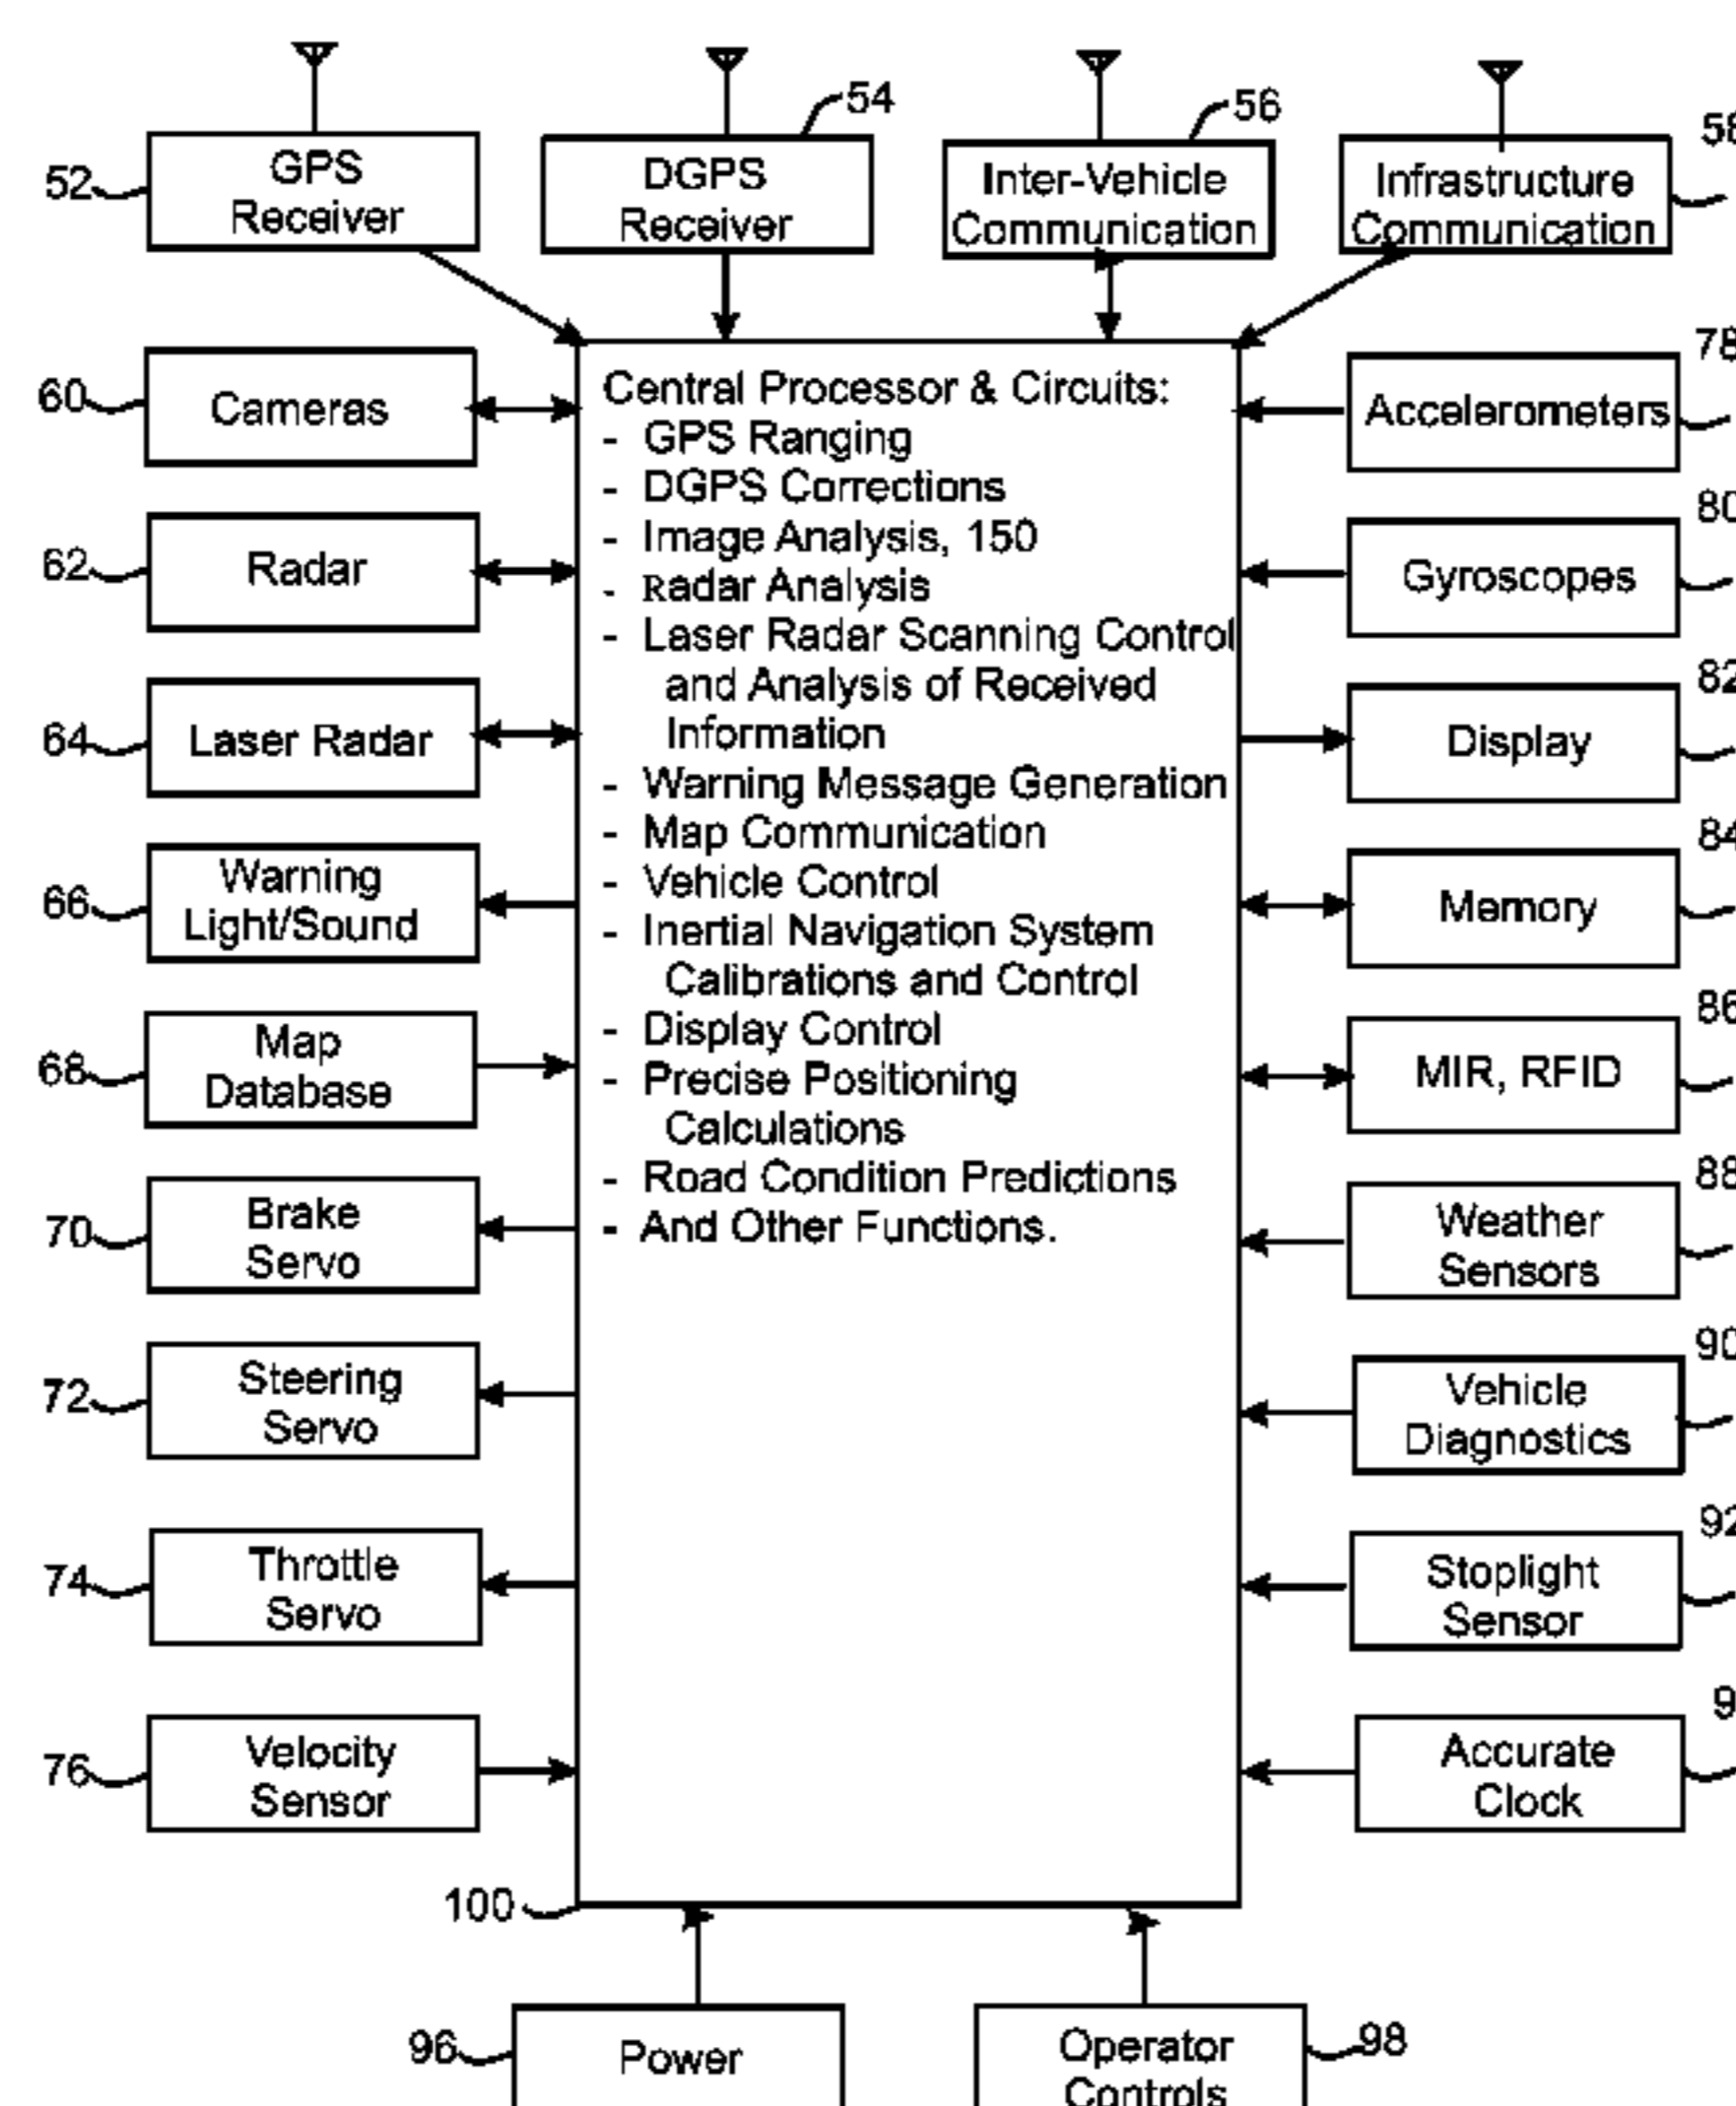 54
56
58
52
GPS
Receiver
DGPS
Receiver
Inter-Vehicle
Communication
Infrastructure
Communication
60
Cameras
62
Radar
64
Laser Radar
66
Warning
Light/Sound
68
Map
Database
70
Brake
Servo
72
Steering
Servo
74
Throttle
Servo
76
Velocity
Sensor
Central Processor & Circuits:
- GPS Ranging
- DGPS Corrections
- Image Analysis, 150
- Radar Analysis
- Laser Radar Scanning Control
and Analysis of Received
Information
- Warning Message Generation
- Map Communication
- Vehicle Control
- Inertial Navigation System
Calibrations and Control
- Display Control
- Precise Positioning
Calculations
- Road Condition Predictions
- And Other Functions.
100
78
Accelerometers
80
Gyroscopes
82
Display
84
Memory
86
MIR, RFID
88
Weather
Sensors
90
Vehicle
Diagnostics
92
Stoplight
Sensor
Accurate
Clock
96
Power
Operator
Controls
98